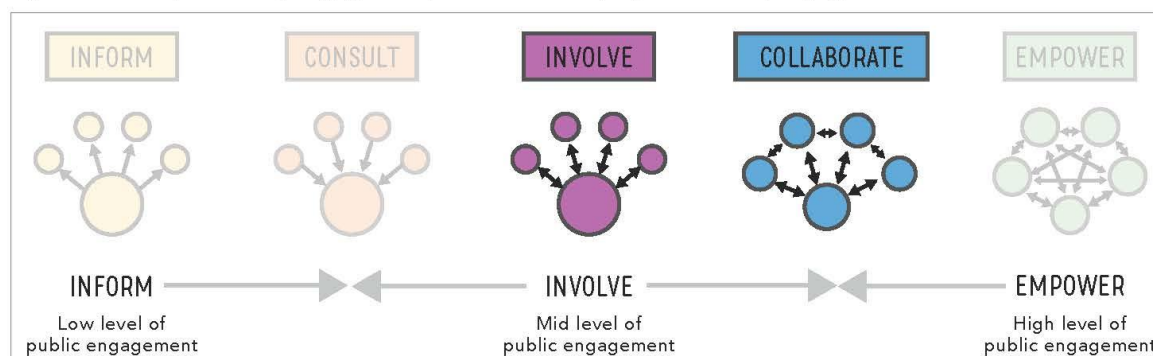 INFORM
CONSULT
INVOLVE
COLLABORATE
EMPOWER
INFORM
INVOLVE
EMPOWER
Low level of
public engagement
Mid level of
public engagement
High level of
public engagement